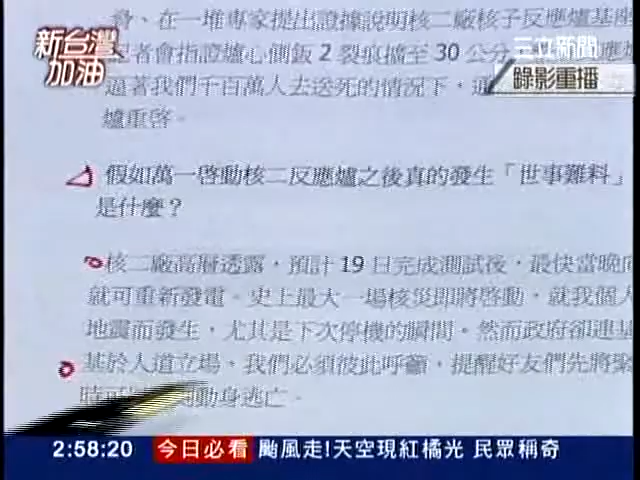 脅、在一堆專家提出證據說明核二廠核子反應爐基座
新台灣加油
記者會指證爐心側飯 2 裂痕擴至 30 公分
三立新聞
逼著我們千百萬人去送死的情況下，
錄影重播
爐重啓。
假如萬一啓動核二反應爐之後真的發生「世事難料」
是什麼？
核二廠高層透露，預計 19 日完成測試後，最快當晚
就可重新發電。史上最大一場核災即將啓動，就我個人
地震而發生，尤其是下次停機的瞬間。然而政府卻連基
基於人道立場，我們必須彼此呼籲，提醒好友們先將緊
動身逃亡。
2:58:20 今日必看 颱風走!天空現紅橘光 民眾稱奇